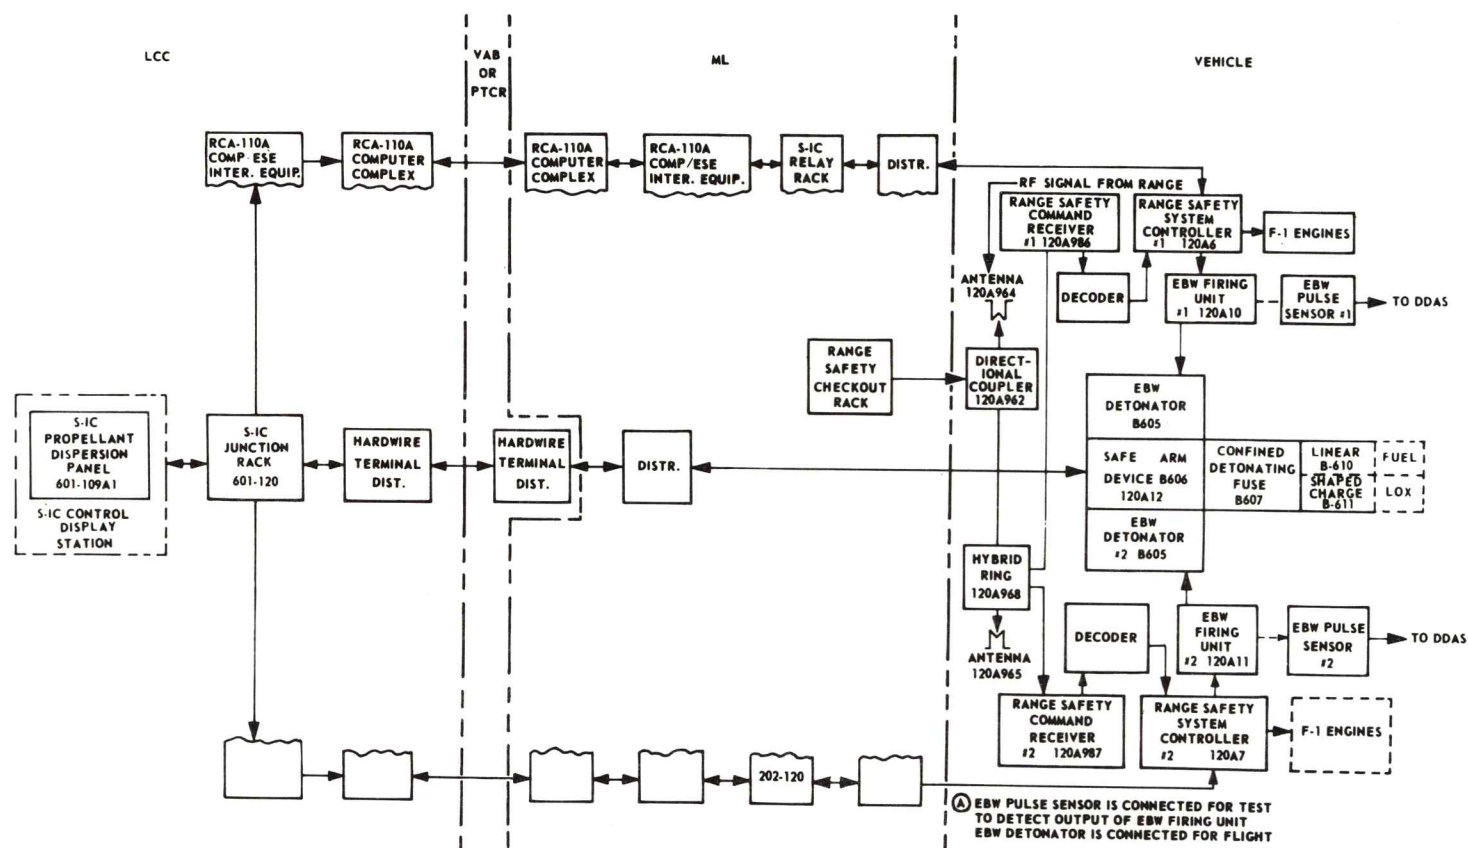 LCC
VAB
OR
PTCR
ML
VEHICLE
RCA-110A
COMP/ESE
INTER. EQUIP.
RCA-110A
COMPUTER
COMPLEX
RCA-110A
COMPUTER
COMPLEX
RCA-110A
COMP/ESE
INTER. EQUIP.
S-IC
RELAY
RACK
DISTR.
RF SIGNAL FROM RANGE
RANGE SAFETY
COMMAND
RECEIVER
#1 120A986
RANGE SAFETY
SYSTEM
CONTROLLER
#1 120A6
F-1 ENGINES
ANTENNA
120A964
DECODER
EBW FIRING
UNIT
#1 120A10
EBW
PULSE
SENSOR #1
TO DDAS
RANGE
SAFETY
CHECKOUT
RACK
DIRECT-
IONAL
COUPLER
120A962
EBW
DETONATOR
B605
S-IC
PROPELLANT
DISPERSION
PANEL
601-109A1
S-IC CONTROL
DISPLAY
STATION
S-IC
JUNCTION
RACK
601-120
HARDWIRE
TERMINAL
DIST.
HARDWIRE
TERMINAL
DIST.
DISTR.
SAFE ARM
DEVICE B606
120A12
CONFINED
DETONATING
FUSE
B607
LINEAR
B-610
SHAPED
CHARGE
B-611
FUEL
LOX
EBW
DETONATOR
#2 B605
HYBRID
RING
120A968
ANTENNA
120A965
DECODER
EBW
FIRING
UNIT
#2 120A11
EBW PULSE
SENSOR
#2
TO DDAS
RANGE SAFETY
COMMAND
RECEIVER
#2 120A987
RANGE SAFETY
SYSTEM
CONTROLLER
#2 120A7
F-1 ENGINES
202-120
A EBW PULSE SENSOR IS CONNECTED FOR TEST
TO DETECT OUTPUT OF EBW FIRING UNIT
EBW DETONATOR IS CONNECTED FOR FLIGHT